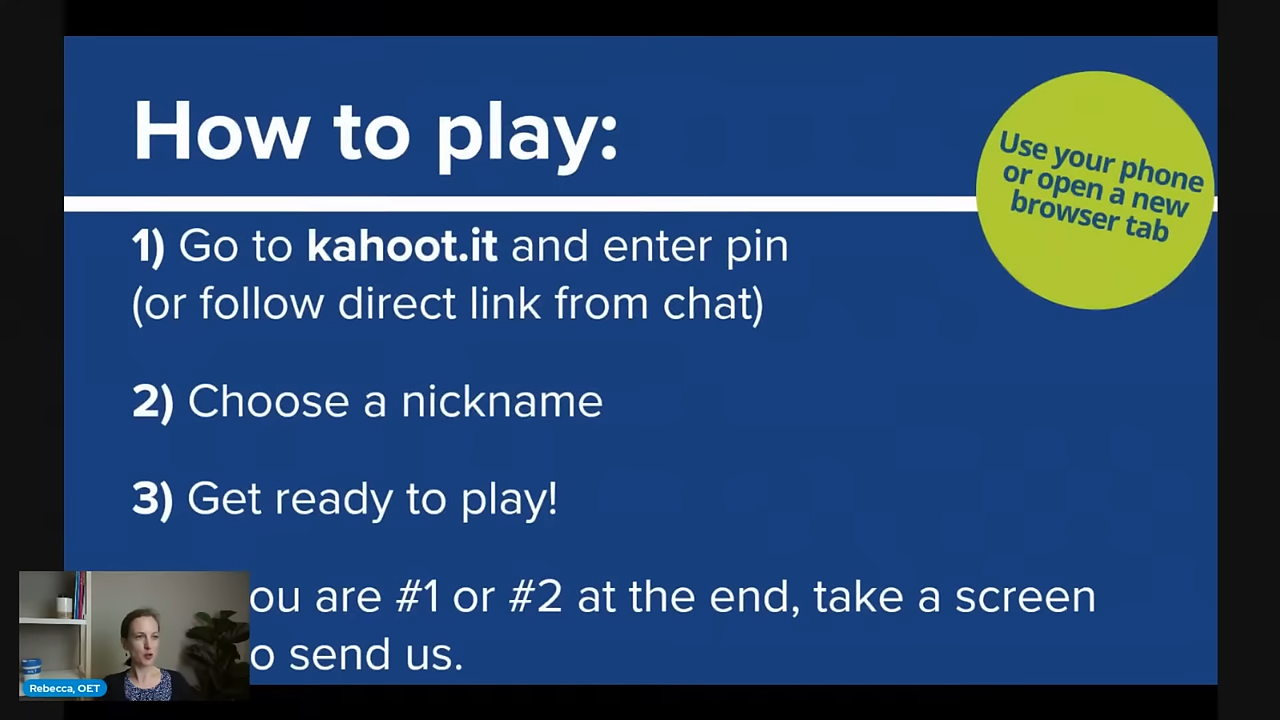 How to play:
Use your phone
or open a new
browser tab
1) Go to kahoot.it and enter pin
(or follow direct link from chat)
2) Choose a nickname
3) Get ready to play!
ou are #1 or #2 at the end, take a screen
o send us.
Rebecca, OET